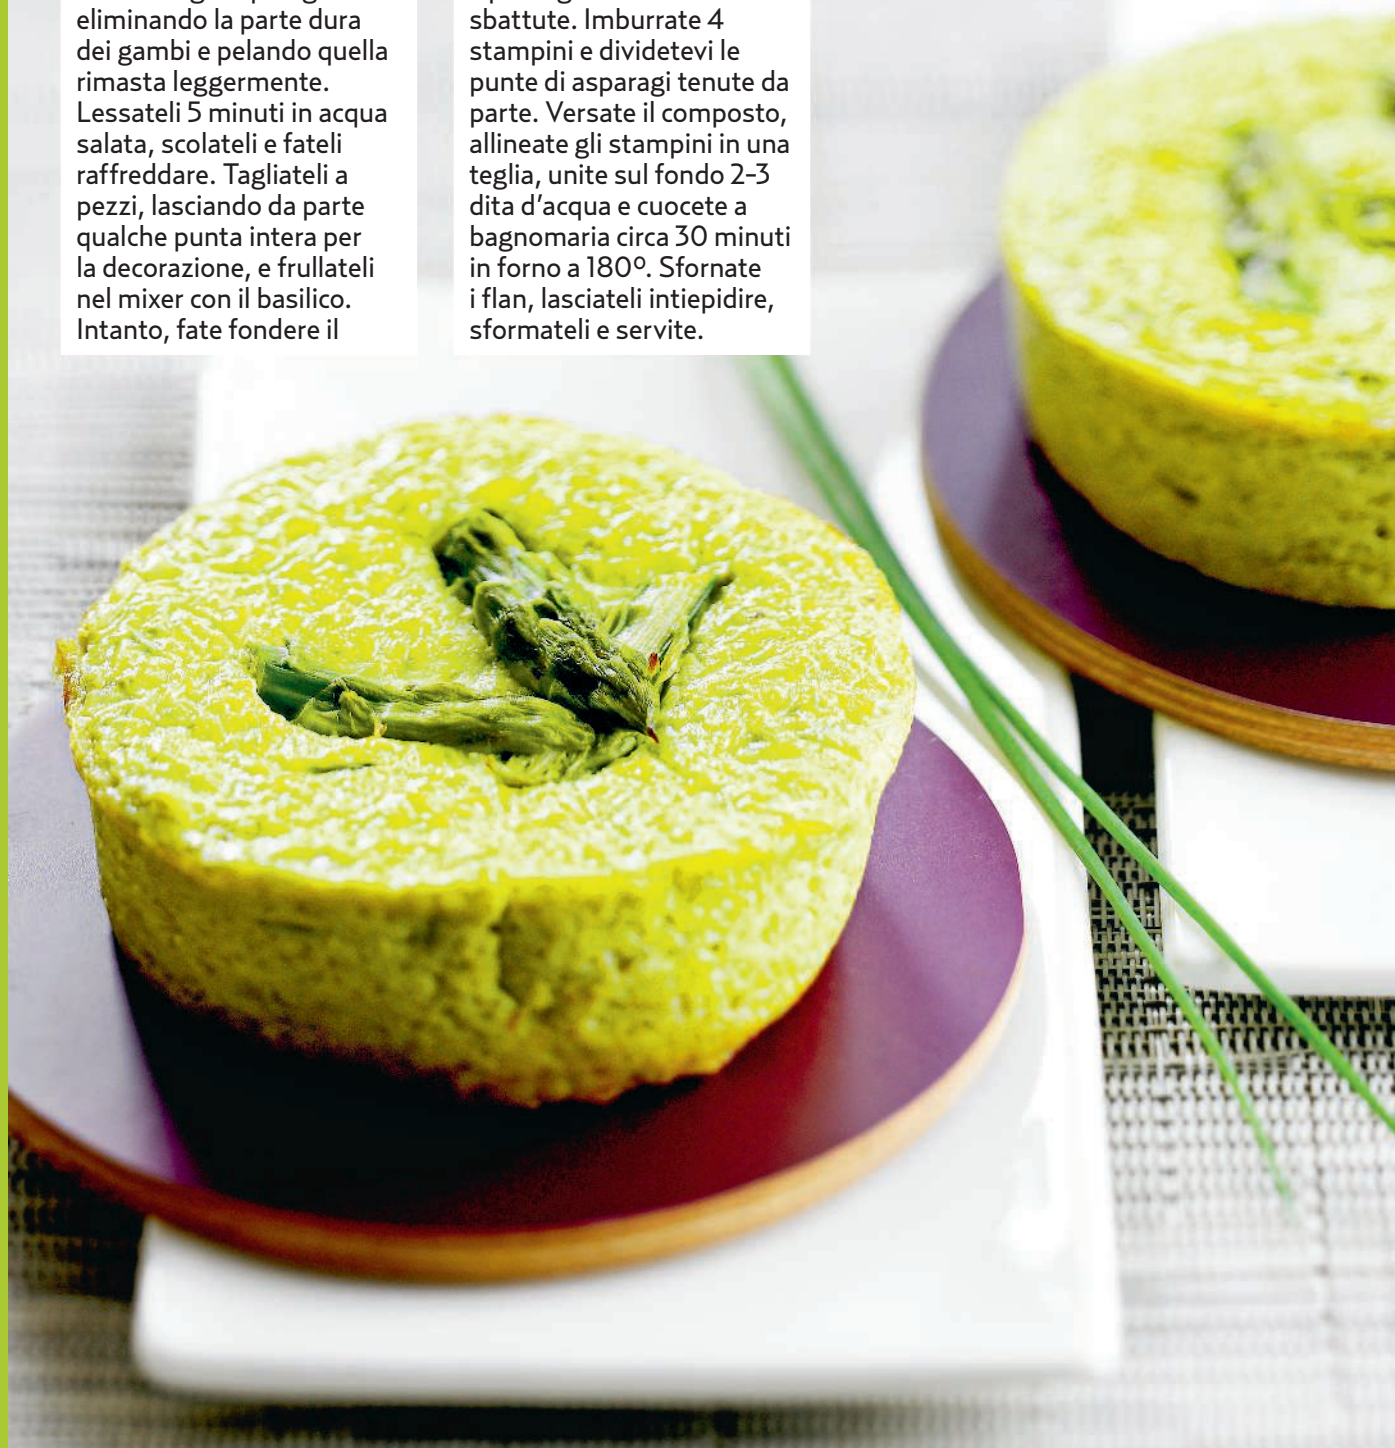 eliminando la parte dura
dei gambi e pelando quella
rimasta leggermente.
Lessateli 5 minuti in acqua
salata, scolateli e fateli
raffreddare. Tagliateli a
pezzi, lasciando da parte
qualche punta intera per
la decorazione, e frullateli
nel mixer con il basilico.
Intanto, fate fondere il
sbattute. Imburrate 4
stampini e dividetevi le
punte di asparagi tenute da
parte. Versate il composto,
allineate gli stampini in una
teglia, unite sul fondo 2-3
dita d'acqua e cuocete a
bagnomaria circa 30 minuti
in forno a 180º. Sfornate
i flan, lasciateli intiepidire,
sformateli e servite.